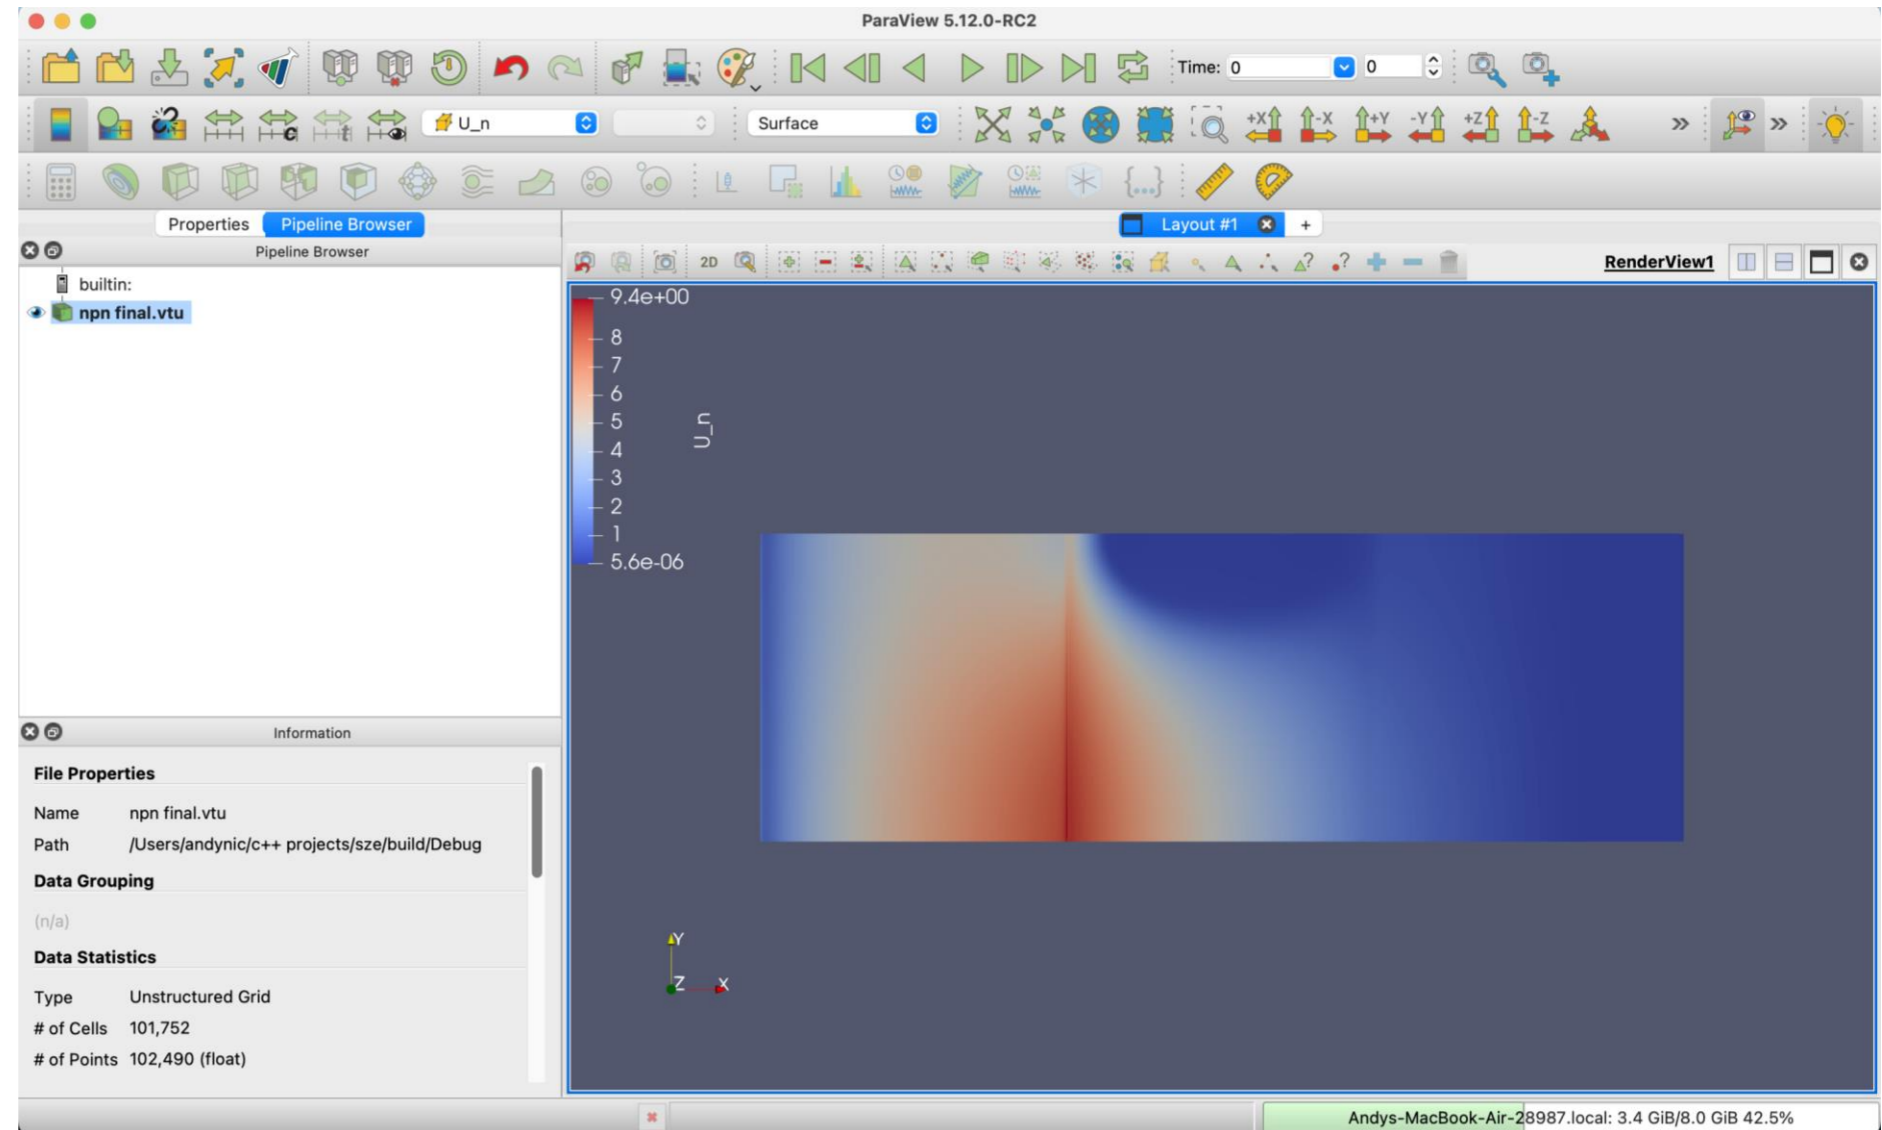 ParaView 5.12.0-RC2
Time: 0 0
U_n Surface +X -X +Y -Y +Z -Z
{...}
Properties Pipeline Browser Layout #1 +
Pipeline Browser 2D RenderView1
builtin:
npn final.vtu
9.4e+00
8
7
6
5
4
3
2
1
5.6e-06
U_n
Y
Z X
Information
File Properties
Name npn final.vtu
Path /Users/andynic/c++ projects/sze/build/Debug
Data Grouping
(n/a)
Data Statistics
Type Unstructured Grid
# of Cells 101,752
# of Points 102,490 (float)
Andys-MacBook-Air-28987.local: 3.4 GiB/8.0 GiB 42.5%